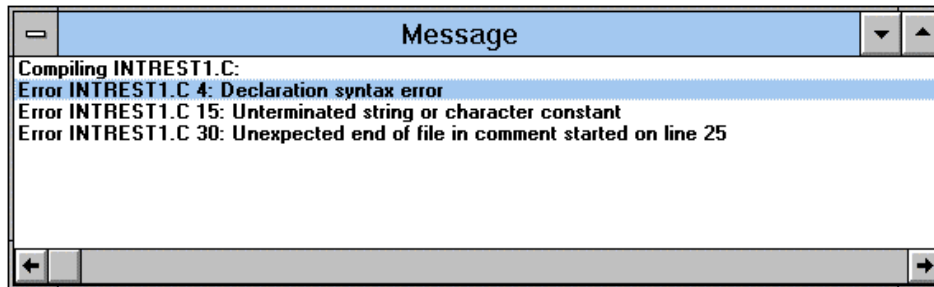 Message
Compiling INTREST1.C:
Error INTREST1.C 4: Declaration syntax error
Error INTREST1.C 15: Unterminated string or character constant
Error INTREST1.C 30: Unexpected end of file in comment started on line 25